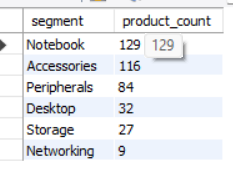 segment product_count
Notebook 129 129
Accessories 116
Peripherals 84
Desktop 32
Storage 27
Networking 9